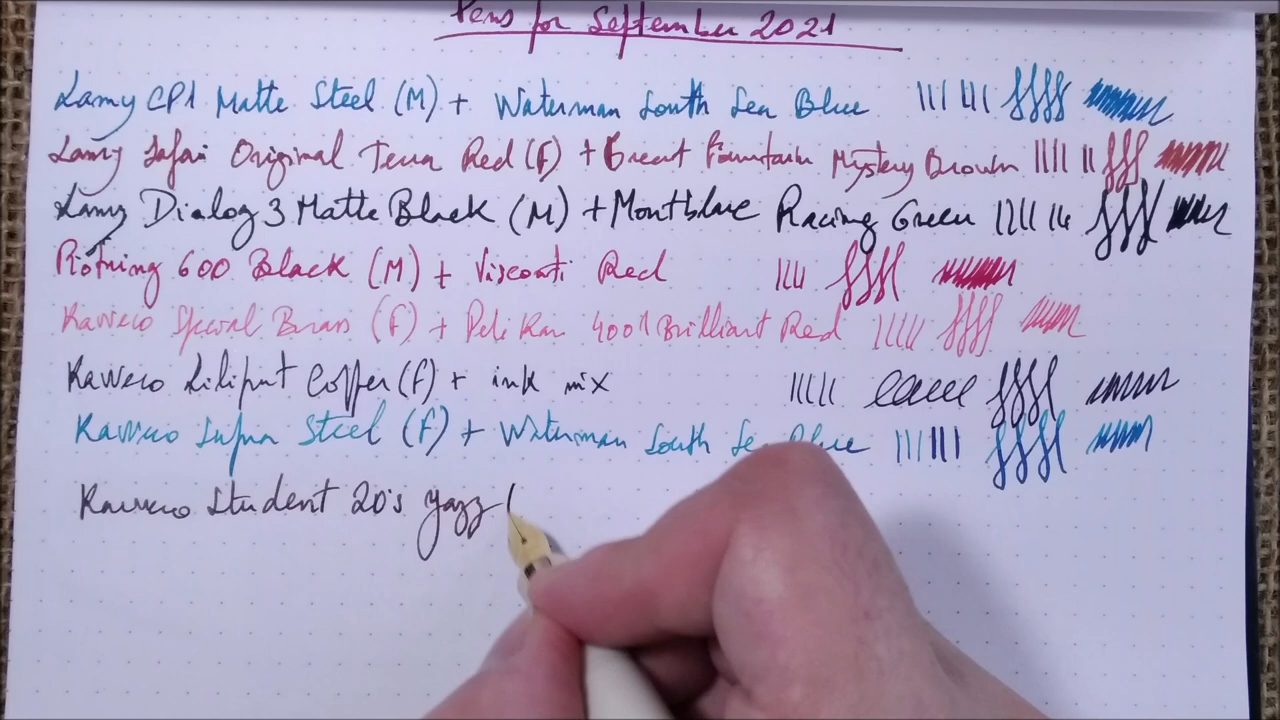 Pens for September 2021
Lamy CP1 Matte Steel (M) + Waterman South Sea Blue
Lamy Safari Original Terra Red (F) + Great Fountain Mystery Brown
Lamy Dialog 3 Matte Black (M) + Montblanc Racing Green
Rotring 600 Black (M) + Visconti Red
Kaweco Special Brass (F) + Pelikan 4001 Brilliant Red
Kaweco Liliput Copper (F) + ink mix
Kaweco Supra Steel (F) + Waterman South Sea Blue
Kaweco Student 20's Yazz (